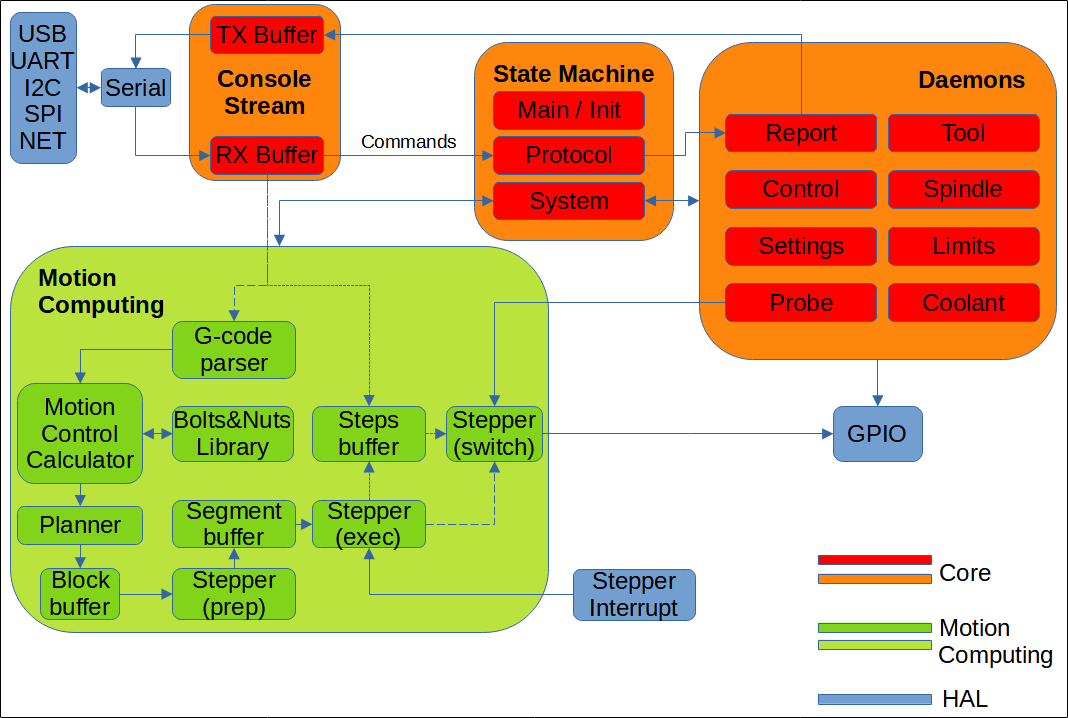 USB
UART
I2C
SPI
NET
Serial
TX Buffer
Console
Stream
RX Buffer
Commands
State Machine
Main / Init
Protocol
System
Daemons
Report
Tool
Control
Spindle
Settings
Limits
Probe
Coolant
Motion
Computing
G-code
parser
Motion
Control
Calculator
Bolts&Nuts
Library
Steps
buffer
Stepper
(switch)
GPIO
Planner
Segment
buffer
Stepper
(exec)
Block
buffer
Stepper
(prep)
Stepper
Interrupt
Core
Motion
Computing
HAL